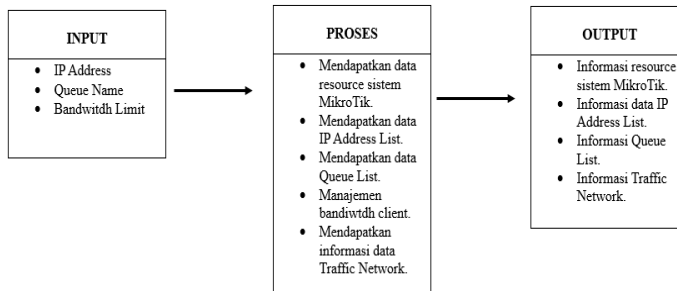 INPUT
• IP Address
• Queue Name
• Bandwitdh Limit
PROSES
• Mendapatkan data
resource sistem
MikroTik.
• Mendapatkan data
IP Address List.
• Mendapatkan data
Queue List.
• Manajemen
bandiwtdh client.
• Mendapatkan
informasi data
Traffic Network.
OUTPUT
• Informasi resource
sistem MikroTik.
• Informasi data IP
Address List.
• Informasi Queue
List.
• Informasi Traffic
Network.